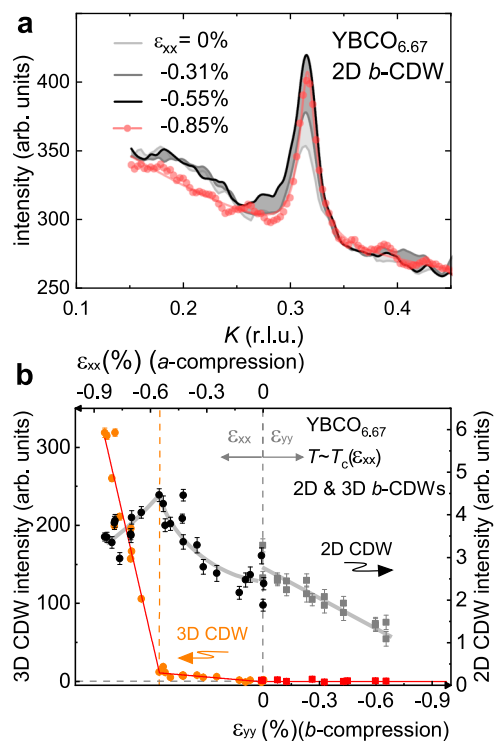 a
ε_xx = 0%
-0.31%
-0.55%
-0.85%
YBCO_6.67
2D b-CDW
intensity (arb. units)
400
350
300
250
0.1 0.2 0.3 0.4
K (r.l.u.)
ε_xx(%) (a-compression)
b
-0.9 -0.6 -0.3 0
ε_xx ε_yy
YBCO_6.67
T~T_c(ε_xx)
2D & 3D b-CDWs
2D CDW
3D CDW
3D CDW intensity (arb. units)
300
200
100
0
2D CDW intensity (arb. units)
6
5
4
3
2
1
0
0 -0.3 -0.6 -0.9
ε_yy (%)(b-compression)